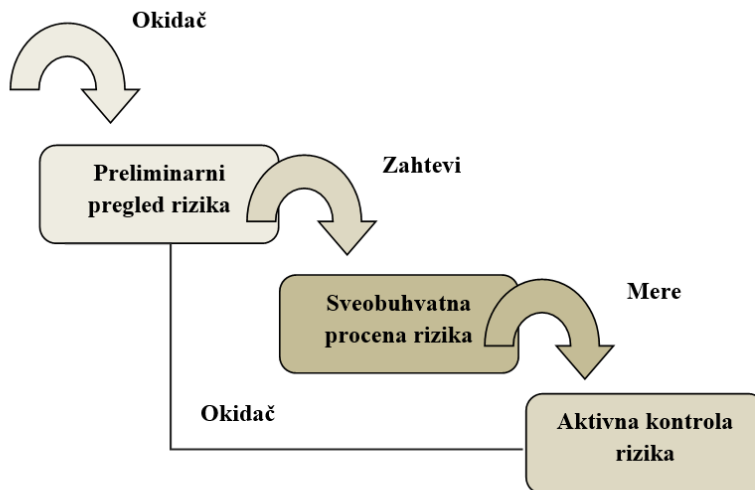 Okidač
Preliminarni
pregled rizika
Zahtevi
Sveobuhvatna
procena rizika
Mere
Okidač
Aktivna kontrola
rizika